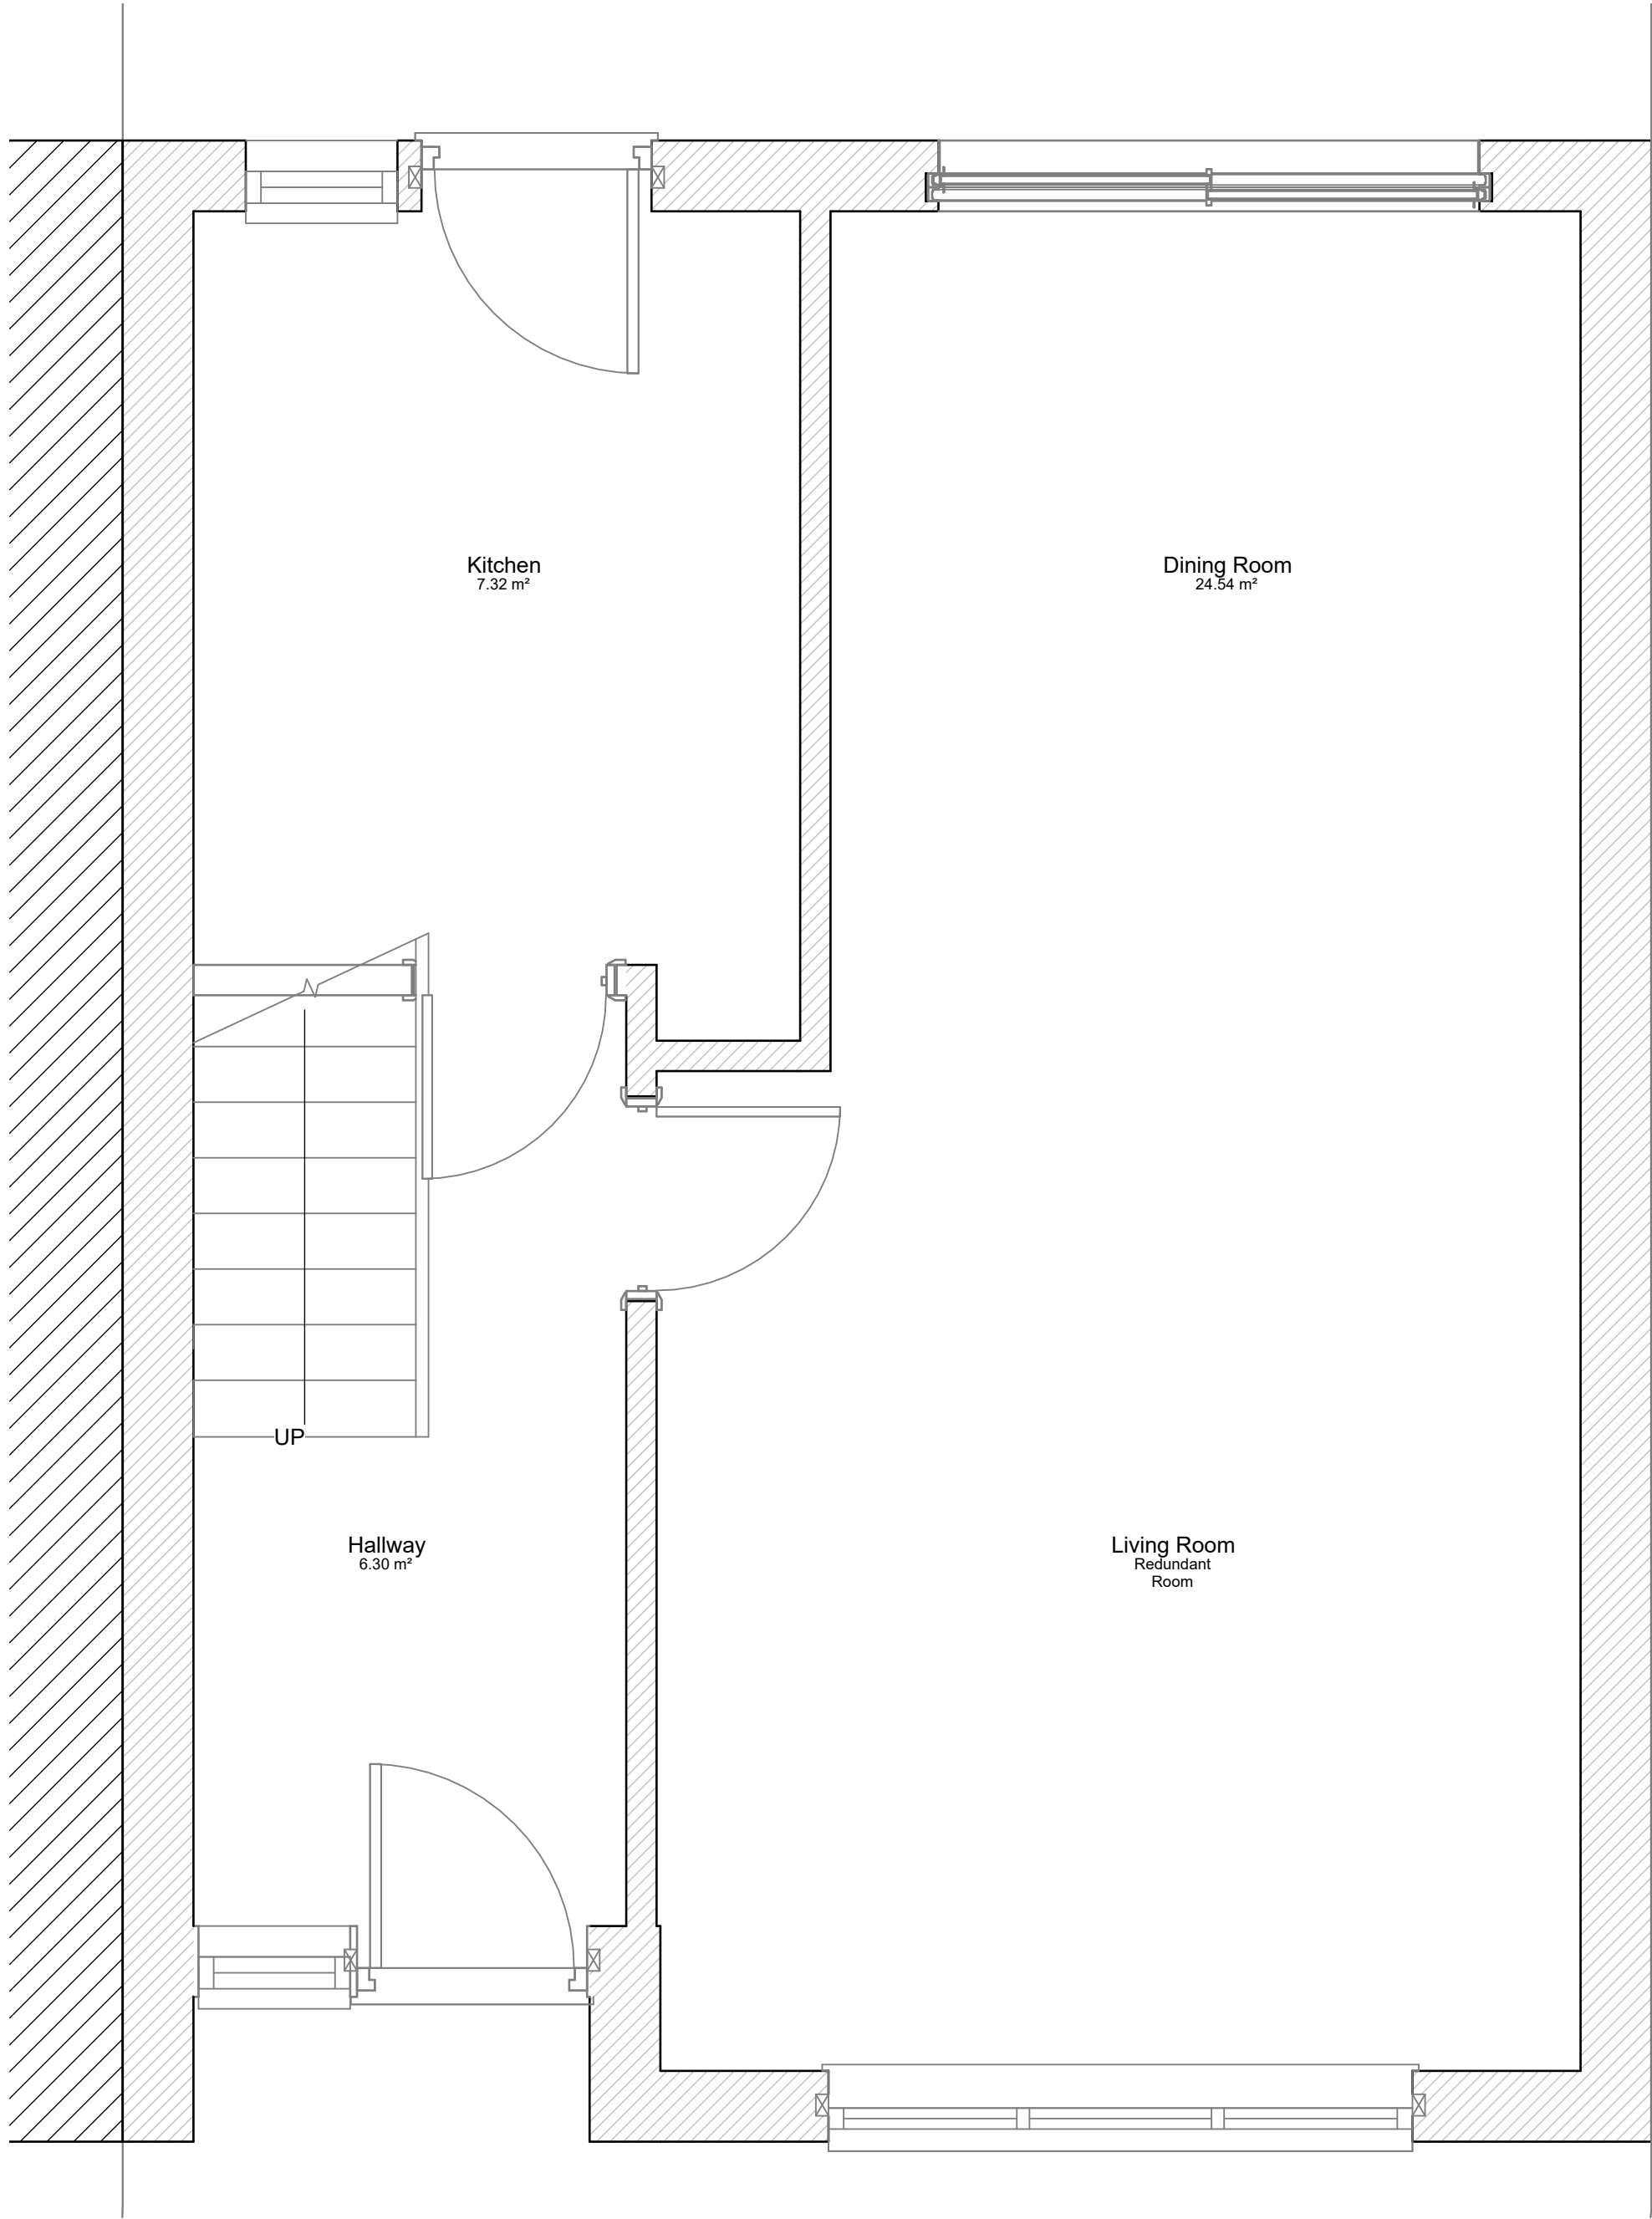 Kitchen
7.32 m²
Dining Room
24.54 m²
UP
Hallway
6.30 m²
Living Room
Redundant
Room